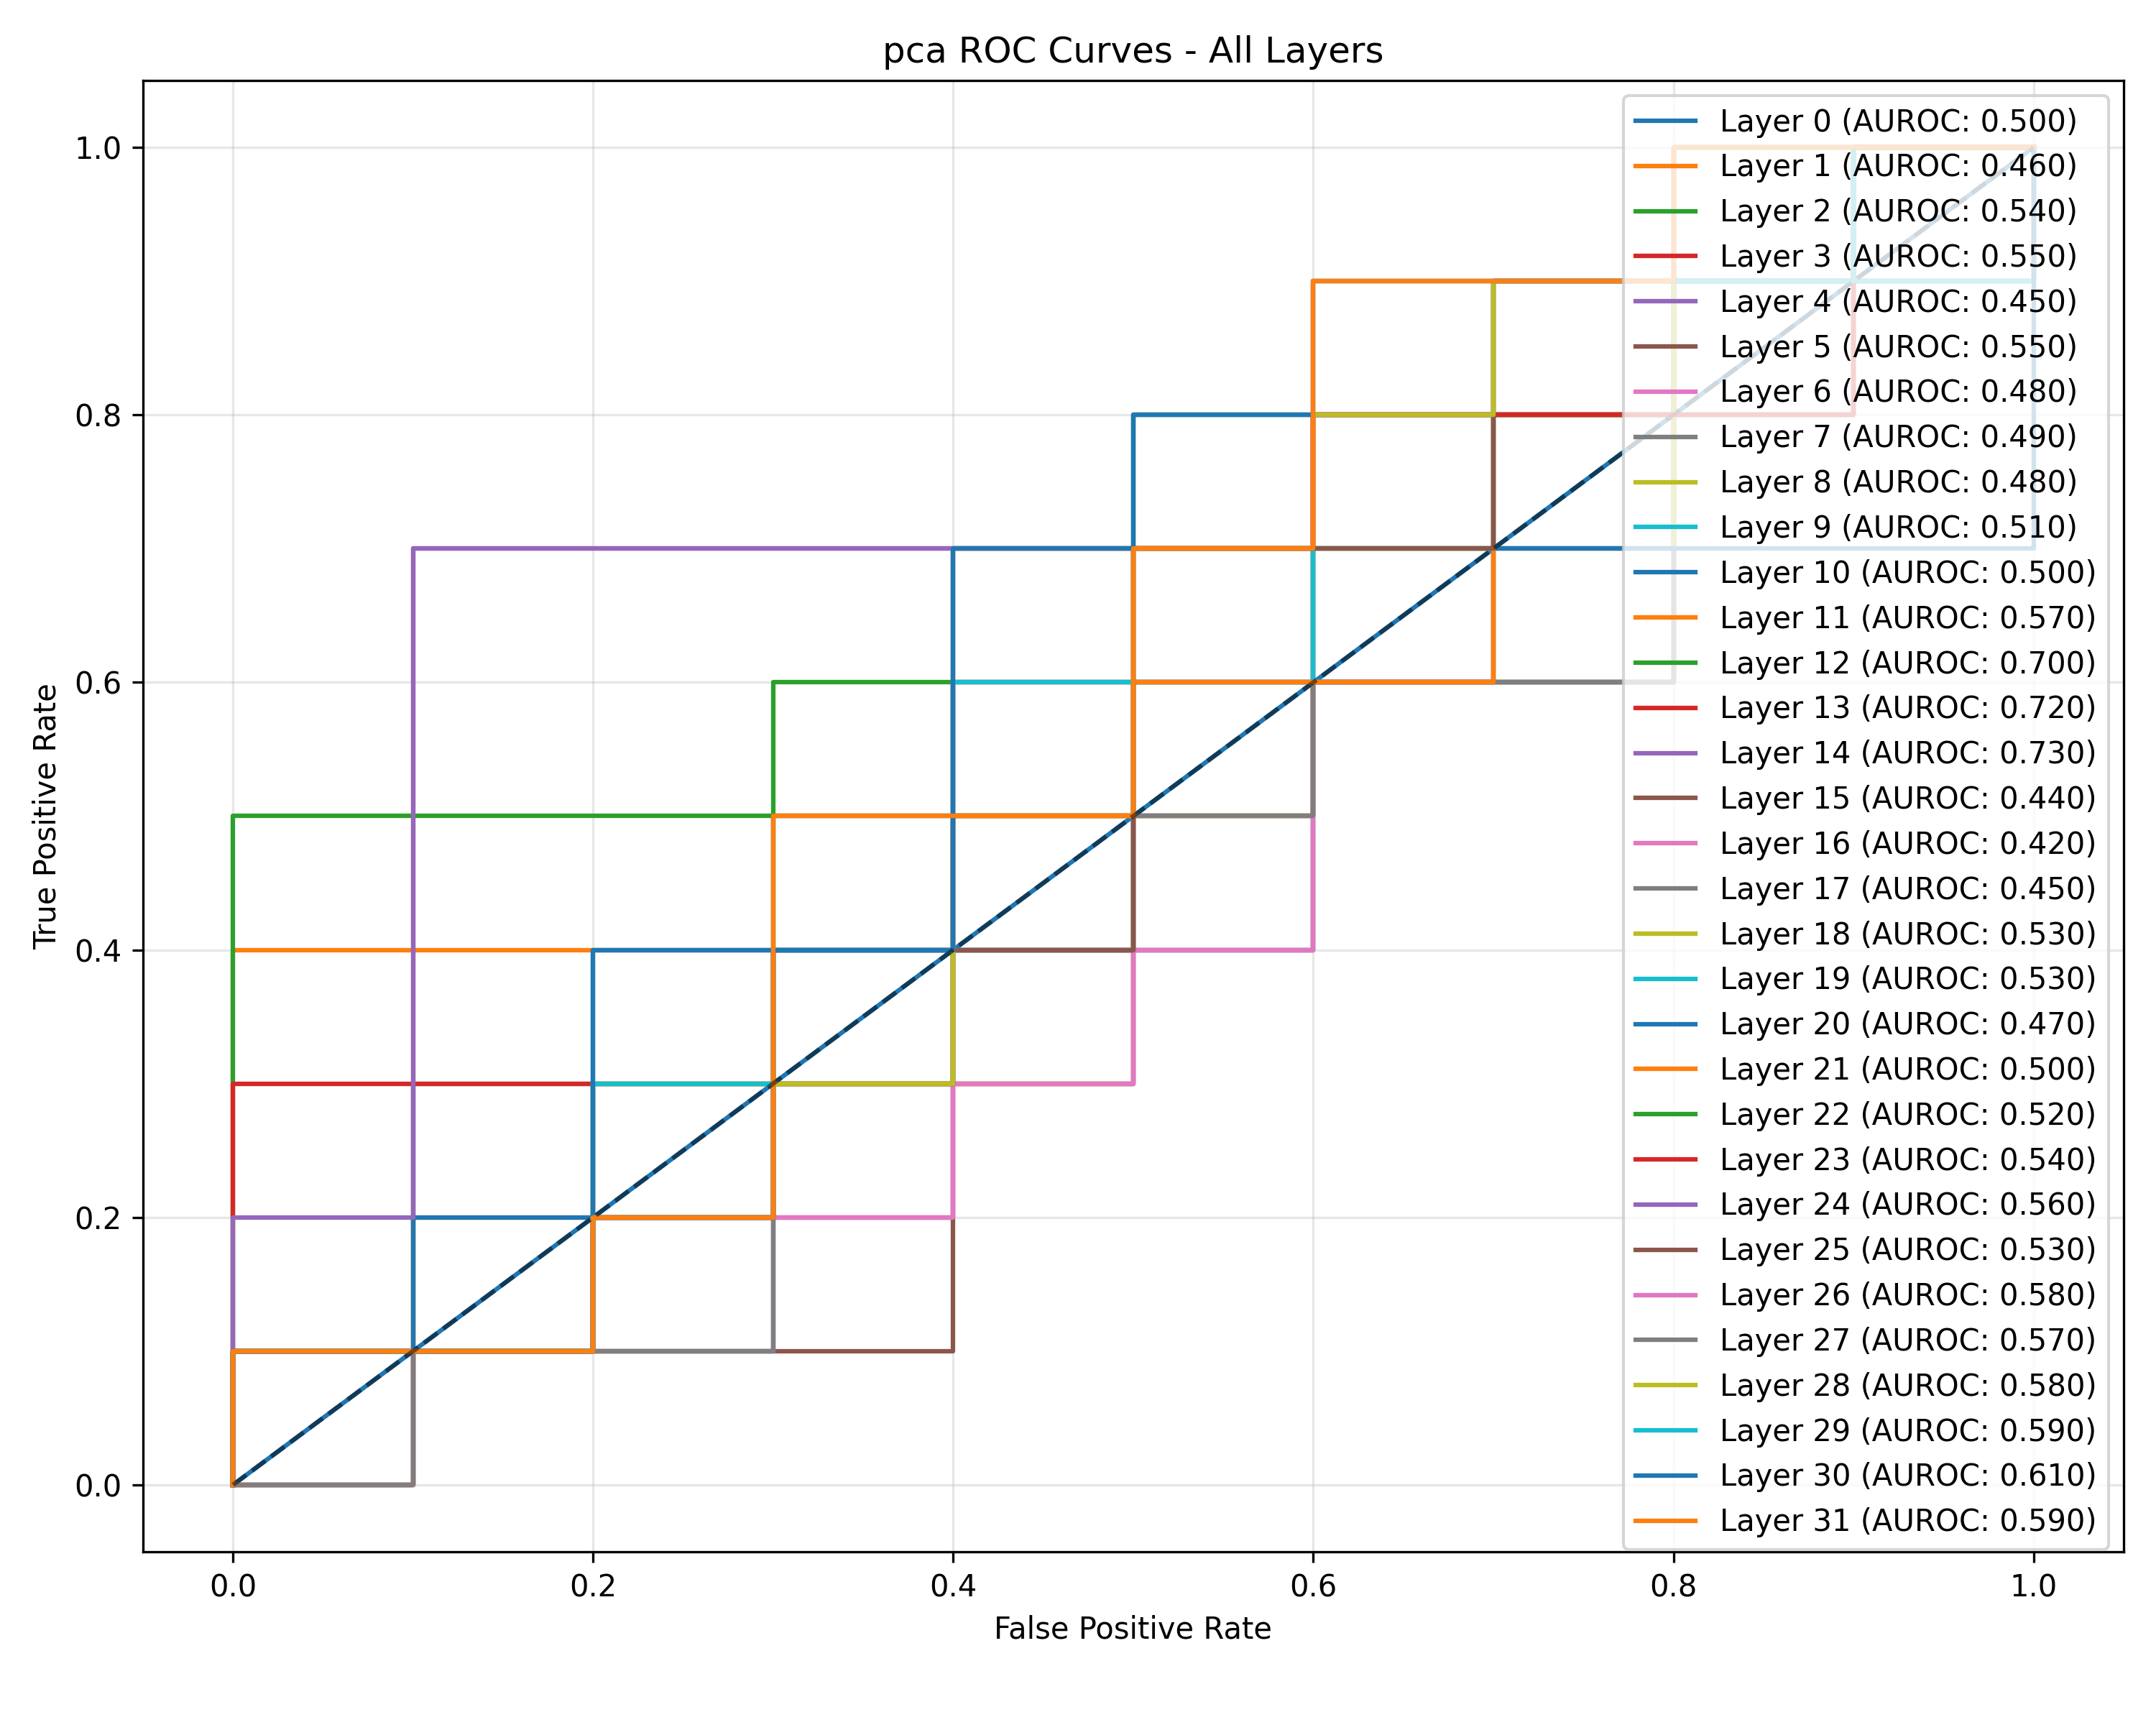 pca ROC Curves - All Layers
True Positive Rate
1.0
0.8
0.6
0.4
0.2
0.0
0.0 0.2 0.4 0.6 0.8 1.0
False Positive Rate
Layer 0 (AUROC: 0.500)
Layer 1 (AUROC: 0.460)
Layer 2 (AUROC: 0.540)
Layer 3 (AUROC: 0.550)
Layer 4 (AUROC: 0.450)
Layer 5 (AUROC: 0.550)
Layer 6 (AUROC: 0.480)
Layer 7 (AUROC: 0.490)
Layer 8 (AUROC: 0.480)
Layer 9 (AUROC: 0.510)
Layer 10 (AUROC: 0.500)
Layer 11 (AUROC: 0.570)
Layer 12 (AUROC: 0.700)
Layer 13 (AUROC: 0.720)
Layer 14 (AUROC: 0.730)
Layer 15 (AUROC: 0.440)
Layer 16 (AUROC: 0.420)
Layer 17 (AUROC: 0.450)
Layer 18 (AUROC: 0.530)
Layer 19 (AUROC: 0.530)
Layer 20 (AUROC: 0.470)
Layer 21 (AUROC: 0.500)
Layer 22 (AUROC: 0.520)
Layer 23 (AUROC: 0.540)
Layer 24 (AUROC: 0.560)
Layer 25 (AUROC: 0.530)
Layer 26 (AUROC: 0.580)
Layer 27 (AUROC: 0.570)
Layer 28 (AUROC: 0.580)
Layer 29 (AUROC: 0.590)
Layer 30 (AUROC: 0.610)
Layer 31 (AUROC: 0.590)